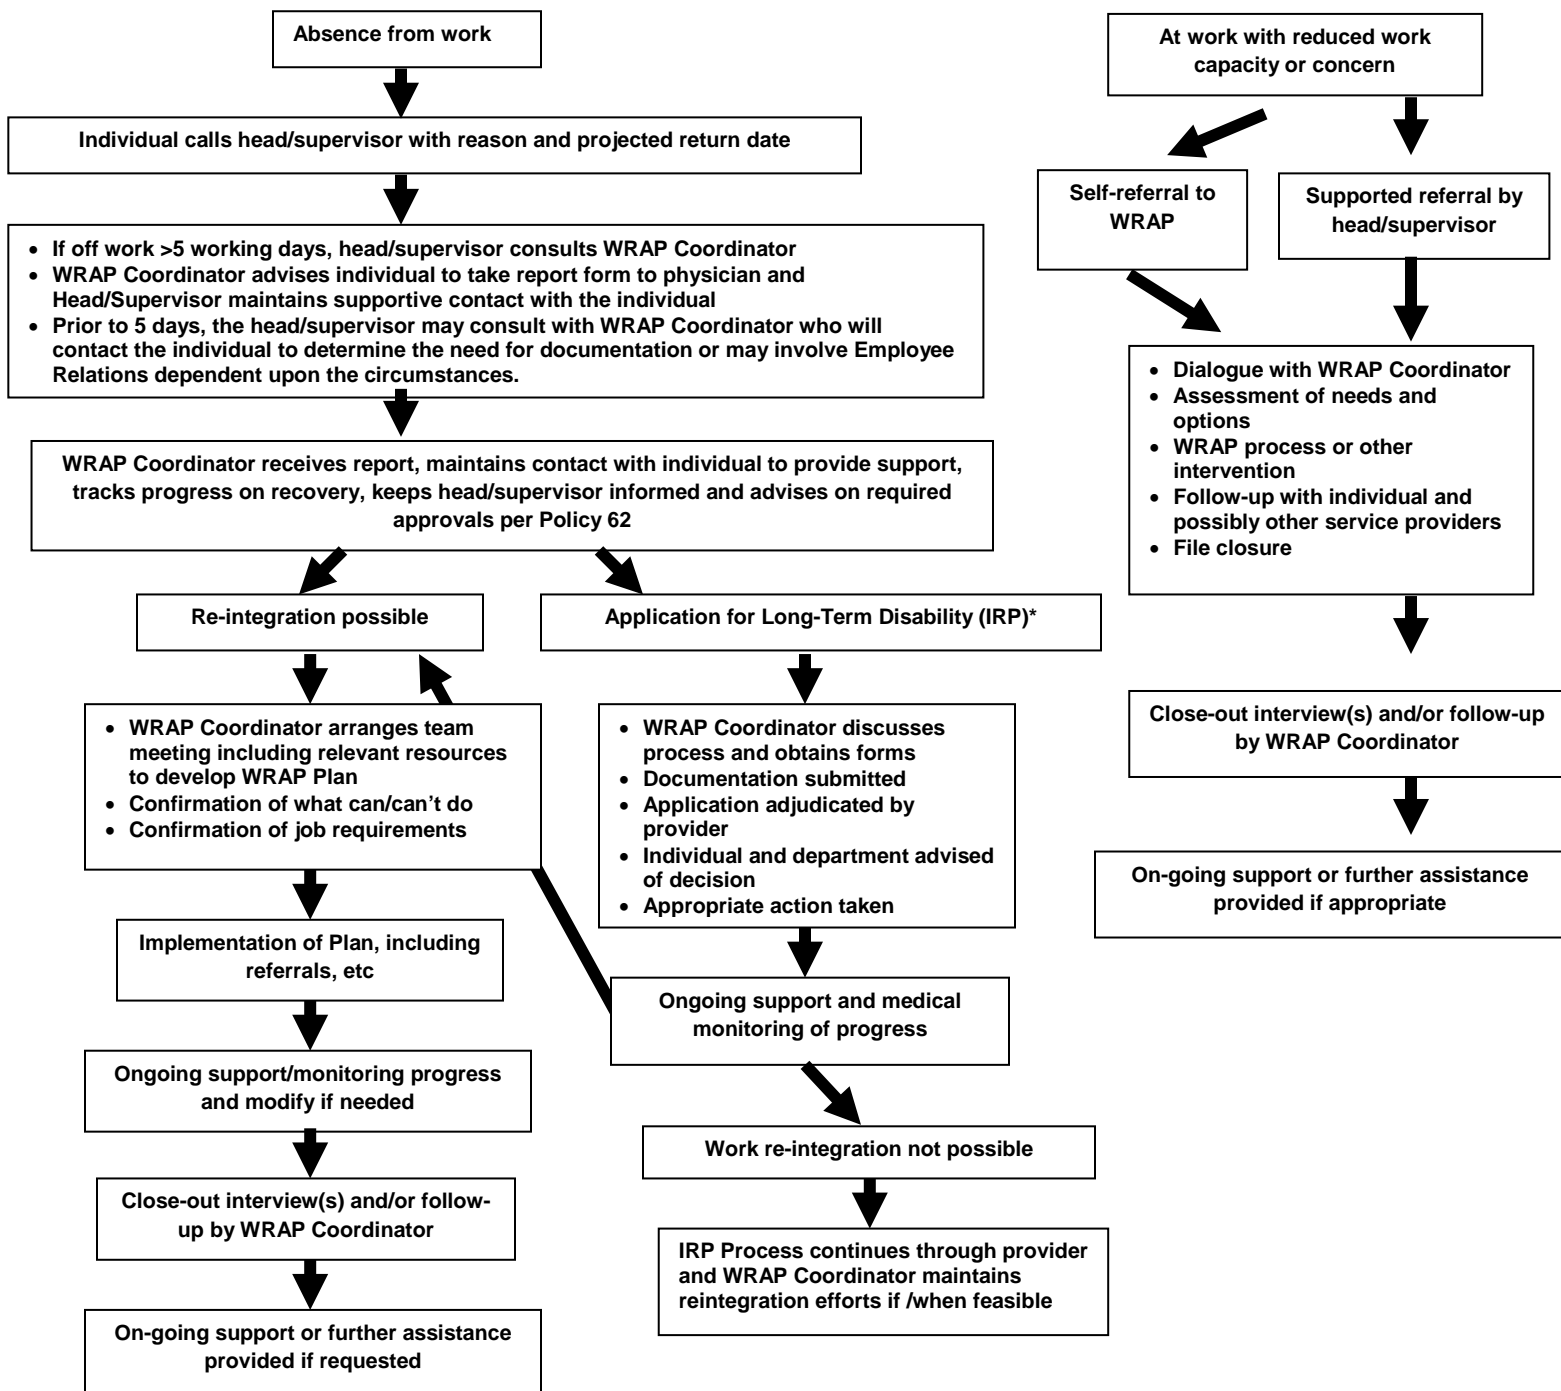 Absence from work
Individual calls head/supervisor with reason and projected return date
• If off work >5 working days, head/supervisor consults WRAP Coordinator
• WRAP Coordinator advises individual to take report form to physician and
Head/Supervisor maintains supportive contact with the individual
• Prior to 5 days, the head/supervisor may consult with WRAP Coordinator who will
contact the individual to determine the need for documentation or may involve Employee
Relations dependent upon the circumstances.
WRAP Coordinator receives report, maintains contact with individual to provide support,
tracks progress on recovery, keeps head/supervisor informed and advises on required
approvals per Policy 62
Re-integration possible
• WRAP Coordinator arranges team
meeting including relevant resources
to develop WRAP Plan
• Confirmation of what can/can't do
• Confirmation of job requirements
Implementation of Plan, including
referrals, etc
Ongoing support/monitoring progress
and modify if needed
Close-out interview(s) and/or follow-
up by WRAP Coordinator
On-going support or further assistance
provided if requested
Application for Long-Term Disability (IRP)*
• WRAP Coordinator discusses
process and obtains forms
• Documentation submitted
• Application adjudicated by
provider
• Individual and department advised
of decision
• Appropriate action taken
Ongoing support and medical
monitoring of progress
Work re-integration not possible
IRP Process continues through provider
and WRAP Coordinator maintains
reintegration efforts if /when feasible
At work with reduced work
capacity or concern
Self-referral to
WRAP
Supported referral by
head/supervisor
• Dialogue with WRAP Coordinator
• Assessment of needs and
options
• WRAP process or other
intervention
• Follow-up with individual and
possibly other service providers
• File closure
Close-out interview(s) and/or follow-up
by WRAP Coordinator
On-going support or further assistance
provided if appropriate